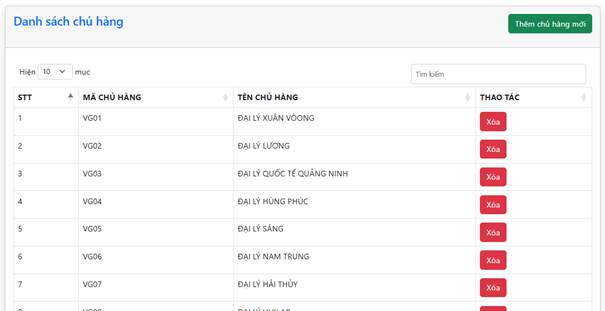 Danh sách chủ hàng
Thêm chủ hàng mới
Hiện 10 mục
Tìm kiếm
STT MÃ CHỦ HÀNG TÊN CHỦ HÀNG THAO TÁC
1 VG01 ĐẠI LÝ XUÂN VÒONG Xóa
2 VG02 ĐẠI LÝ LƯƠNG Xóa
3 VG03 ĐẠI LÝ QUỐC TẾ QUẢNG NINH Xóa
4 VG04 ĐẠI LÝ HÙNG PHÚC Xóa
5 VG05 ĐẠI LÝ SÁNG Xóa
6 VG06 ĐẠI LÝ NAM TRUNG Xóa
7 VG07 ĐẠI LÝ HẢI THỦY Xóa